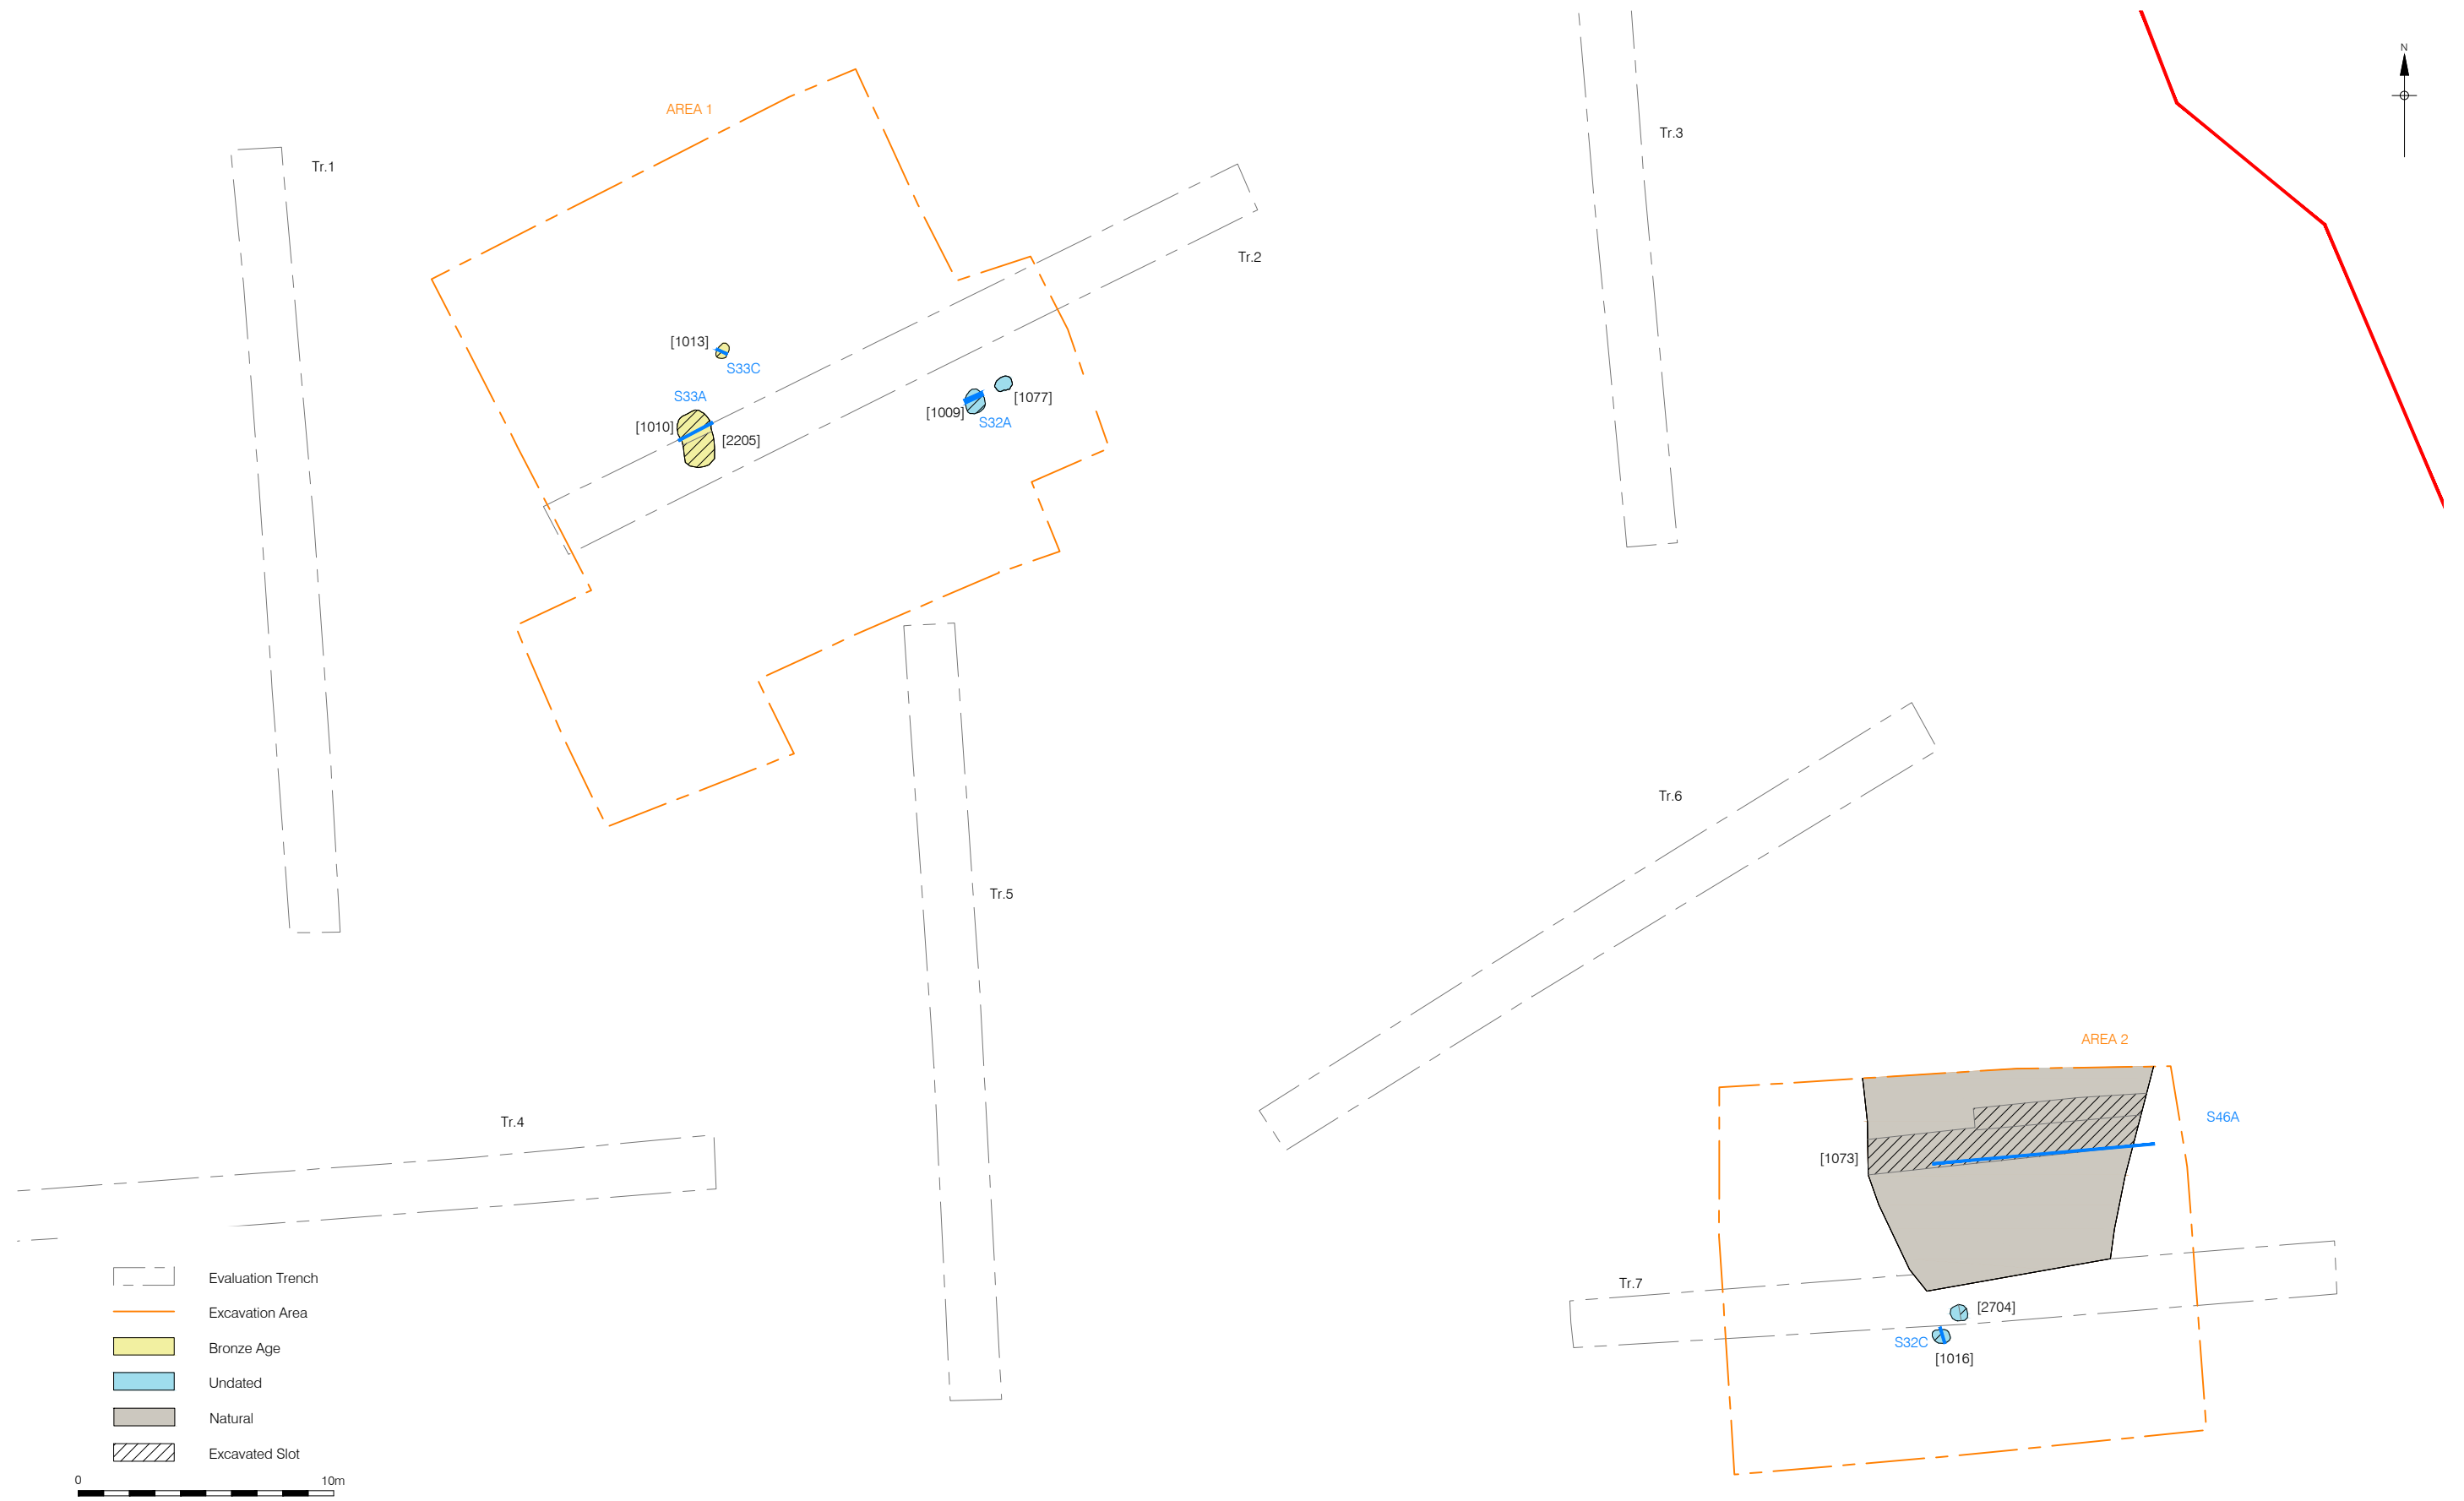 N
AREA 1
Tr.3
Tr.1
Tr.2
[1013]
S33C
S33A
[1077]
[1009]
S32A
[1010]
[2205]
Tr.6
Tr.5
AREA 2
S46A
Tr.4
[1073]
Tr.7
[2704]
S32C
[1016]
Evaluation Trench
Excavation Area
Bronze Age
Undated
Natural
Excavated Slot
0 10m